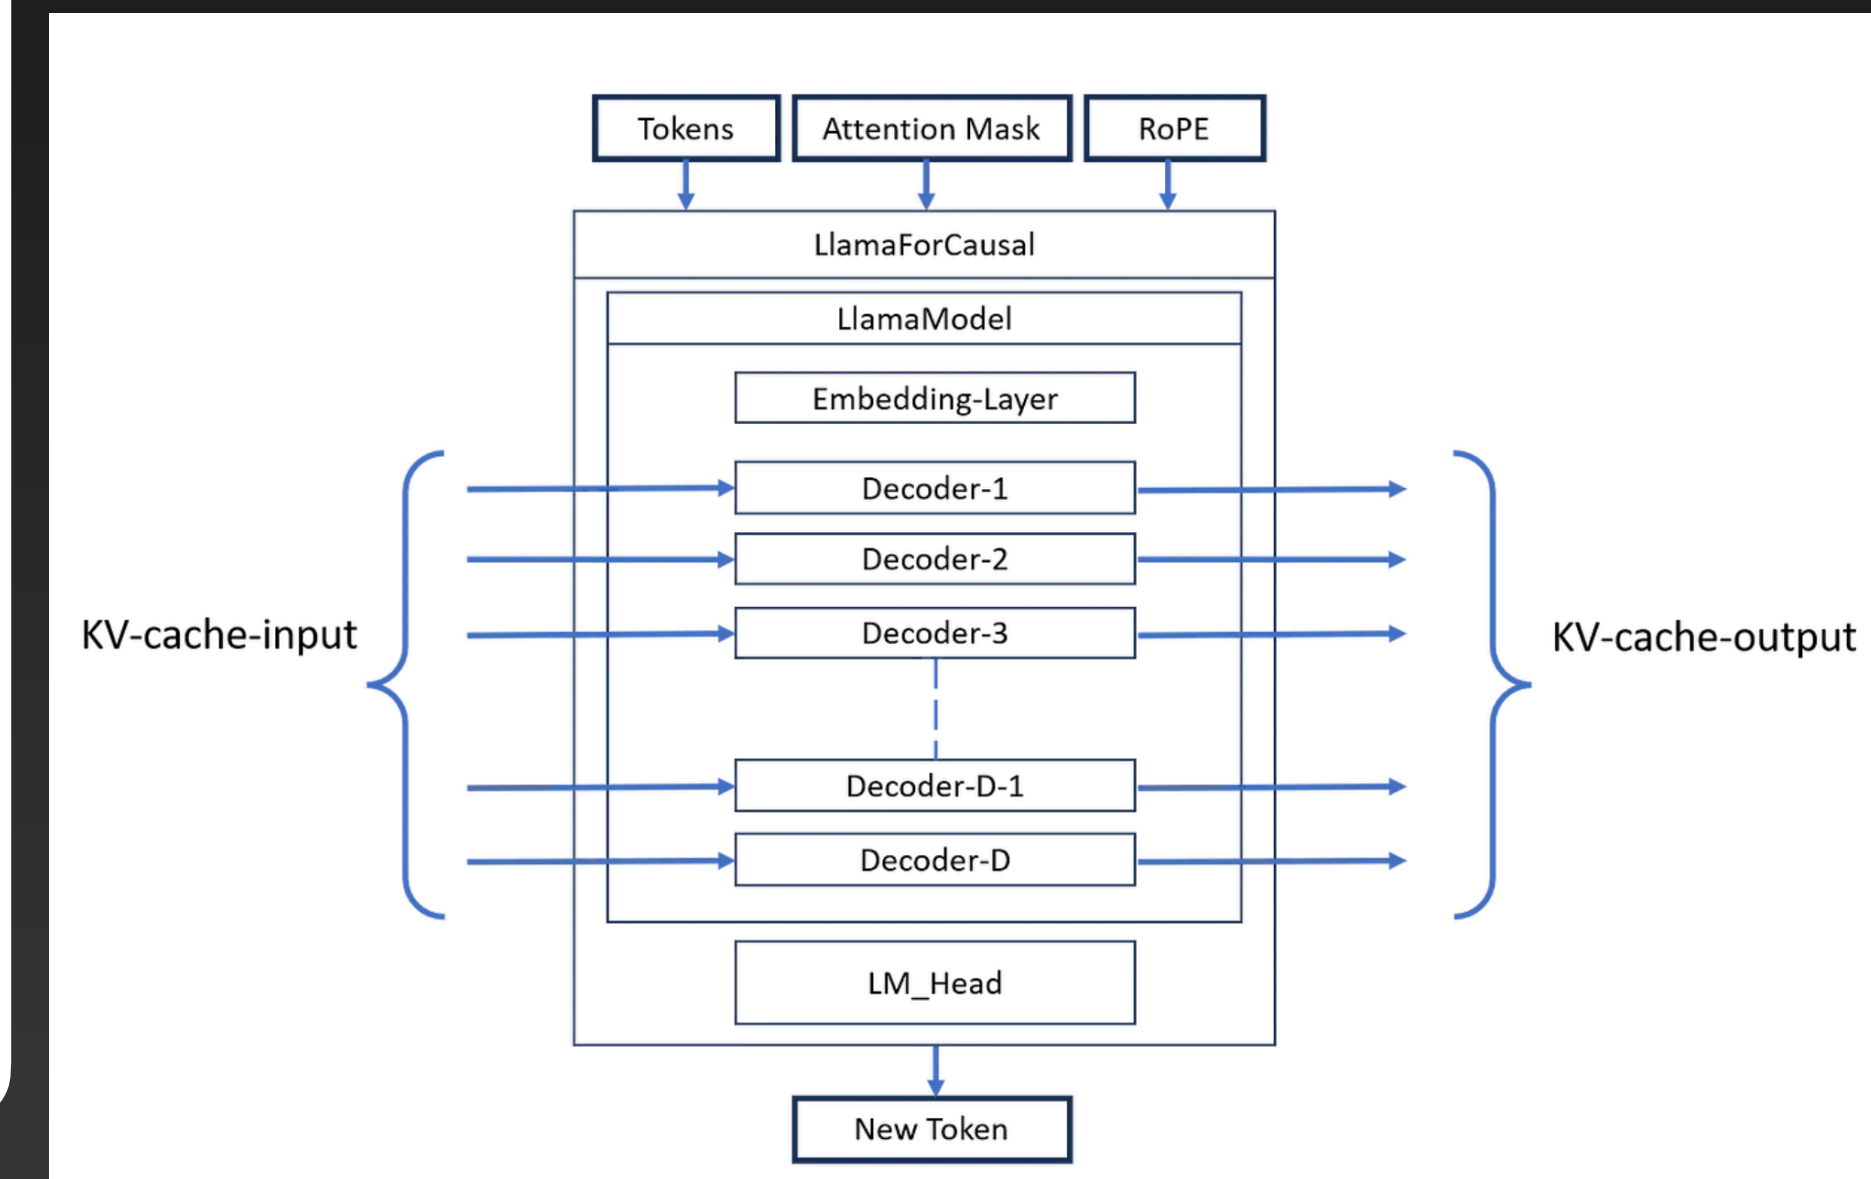 Tokens
Attention Mask
RoPE
LlamaForCausal
LlamaModel
Embedding-Layer
Decoder-1
Decoder-2
Decoder-3
KV-cache-input
KV-cache-output
Decoder-D-1
Decoder-D
LM_Head
New Token